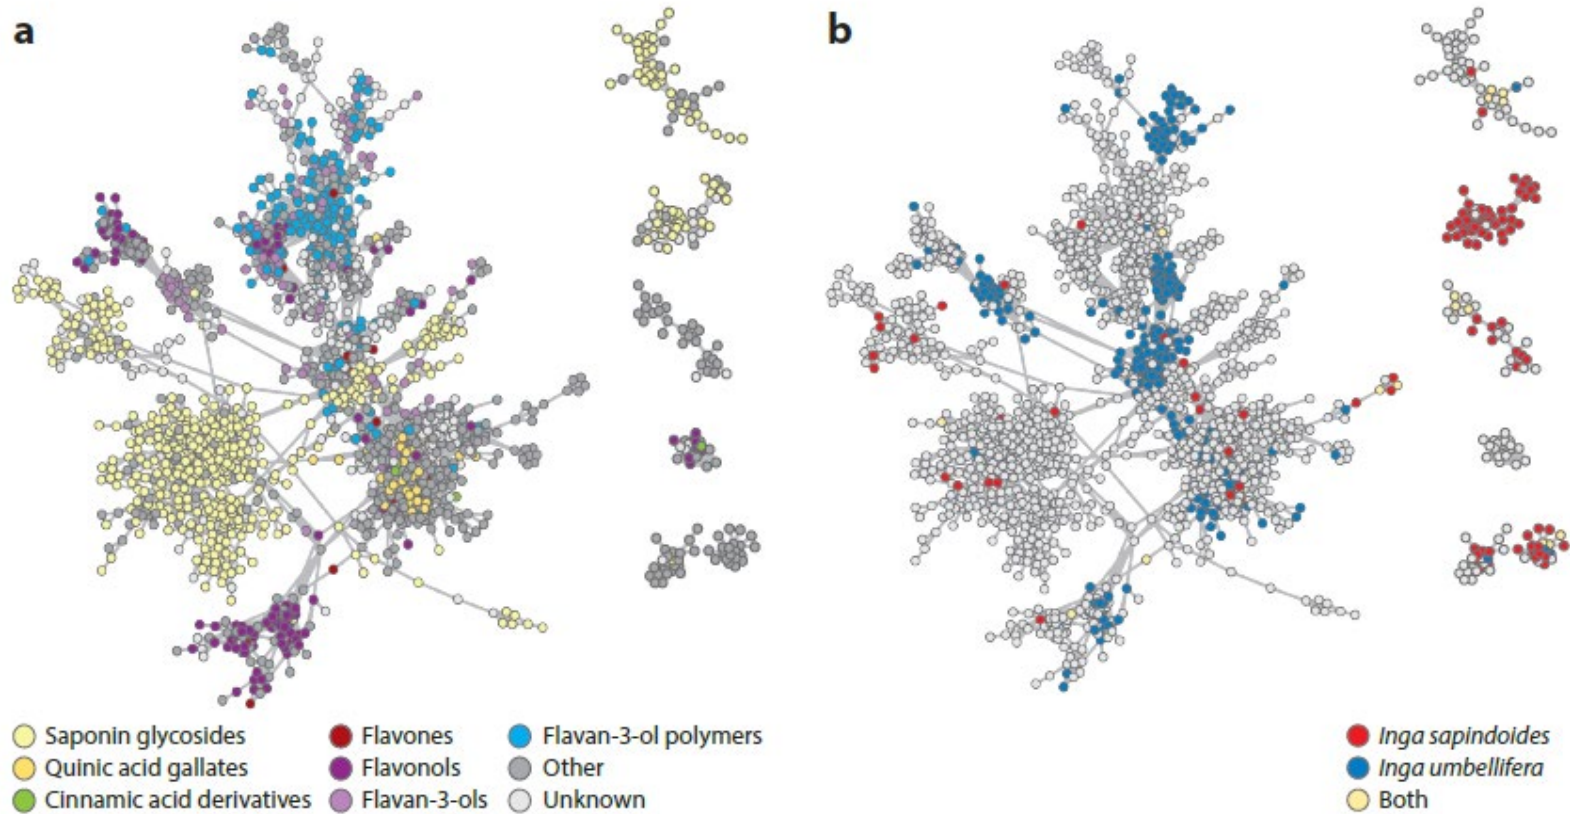 a
b
Saponin glycosides
Flavones
Flavan-3-ol polymers
Quinic acid gallates
Flavonols
Other
Cinnamic acid derivatives
Flavan-3-ols
Unknown
Inga sapindoides
Inga umbellifera
Both